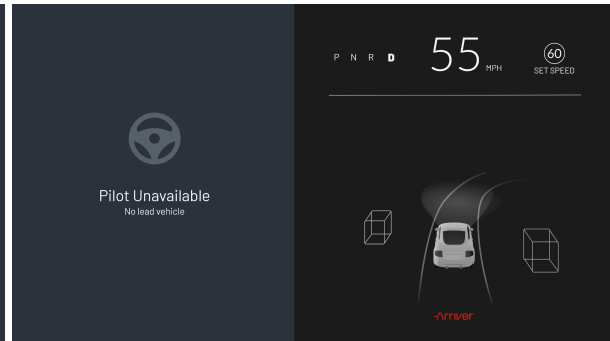 Pilot Unavailable
No lead vehicle
P N R D
55 MPH
60
SET SPEED
Arriver